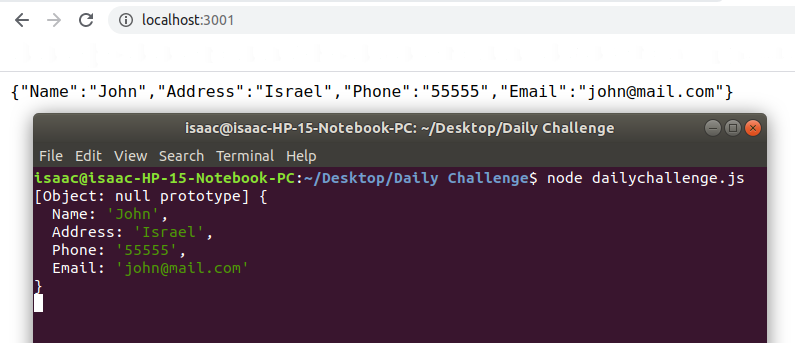 localhost:3001
{"Name":"John","Address":"Israel","Phone":"55555","Email":"john@mail.com"}
isaac@isaac-HP-15-Notebook-PC: ~/Desktop/Daily Challenge
File Edit View Search Terminal Help
isaac@isaac-HP-15-Notebook-PC:~/Desktop/Daily Challenge$ node dailychallenge.js
[Object: null prototype] {
  Name: 'John',
  Address: 'Israel',
  Phone: '55555',
  Email: 'john@mail.com'
}